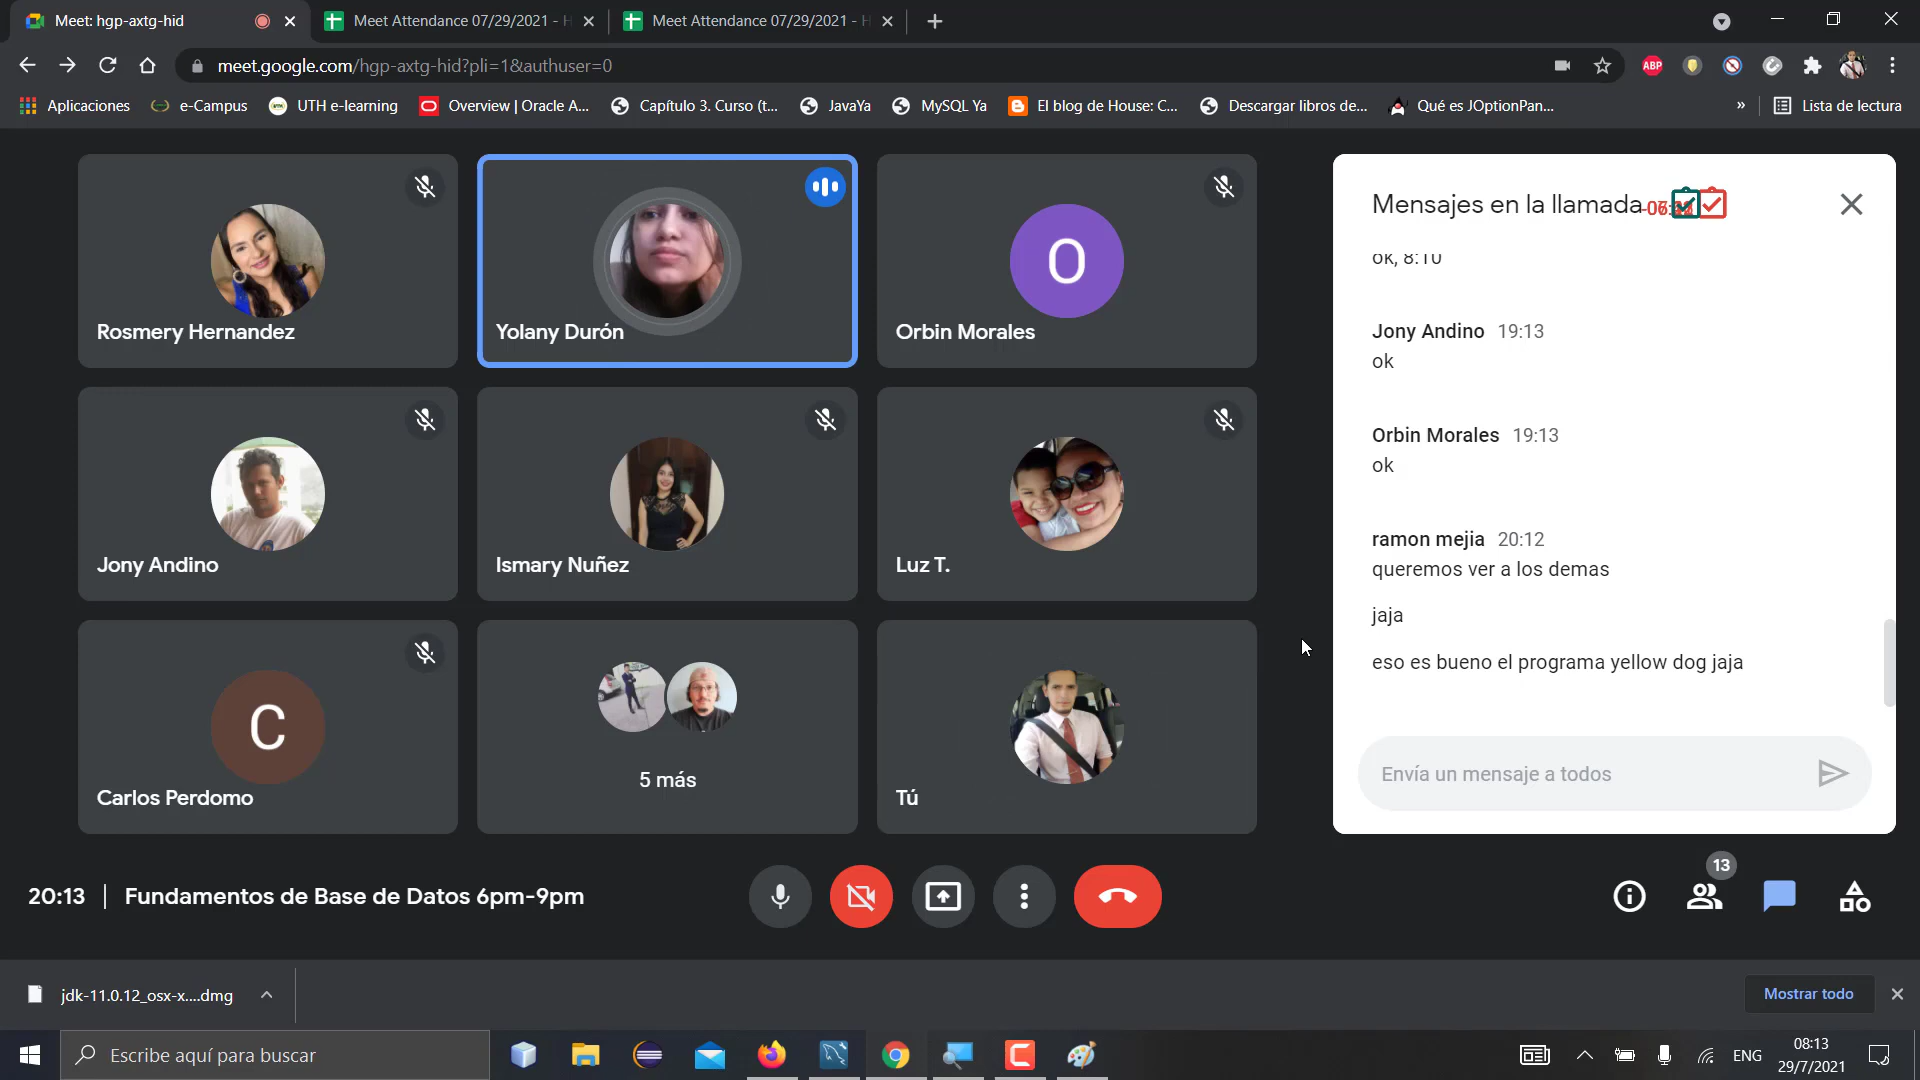 Meet: hgp-axtg-hid
Meet Attendance 07/29/2021 - H
Meet Attendance 07/29/2021 - H
meet.google.com/hgp-axtg-hid?pli=1&authuser=0
ABP
Aplicaciones
e-Campus
UTH e-learning
Overview | Oracle A...
Capítulo 3. Curso (t...
JavaYa
MySQL Ya
El blog de House: C...
Descargar libros de...
Qué es JOptionPan...
»
Lista de lectura
Rosmery Hernandez
Yolany Durón
O
Orbin Morales
Jony Andino
Ismary Nuñez
Luz T.
C
Carlos Perdomo
5 más
Tú
Mensajes en la llamada
ok, 8:10
Jony Andino 19:13
ok
Orbin Morales 19:13
ok
ramon mejia 20:12
queremos ver a los demas
jaja
eso es bueno el programa yellow dog jaja
Envía un mensaje a todos
20:13 | Fundamentos de Base de Datos 6pm-9pm
13
jdk-11.0.12_osx-x....dmg
Mostrar todo
Escribe aquí para buscar
ENG
08:13
29/7/2021